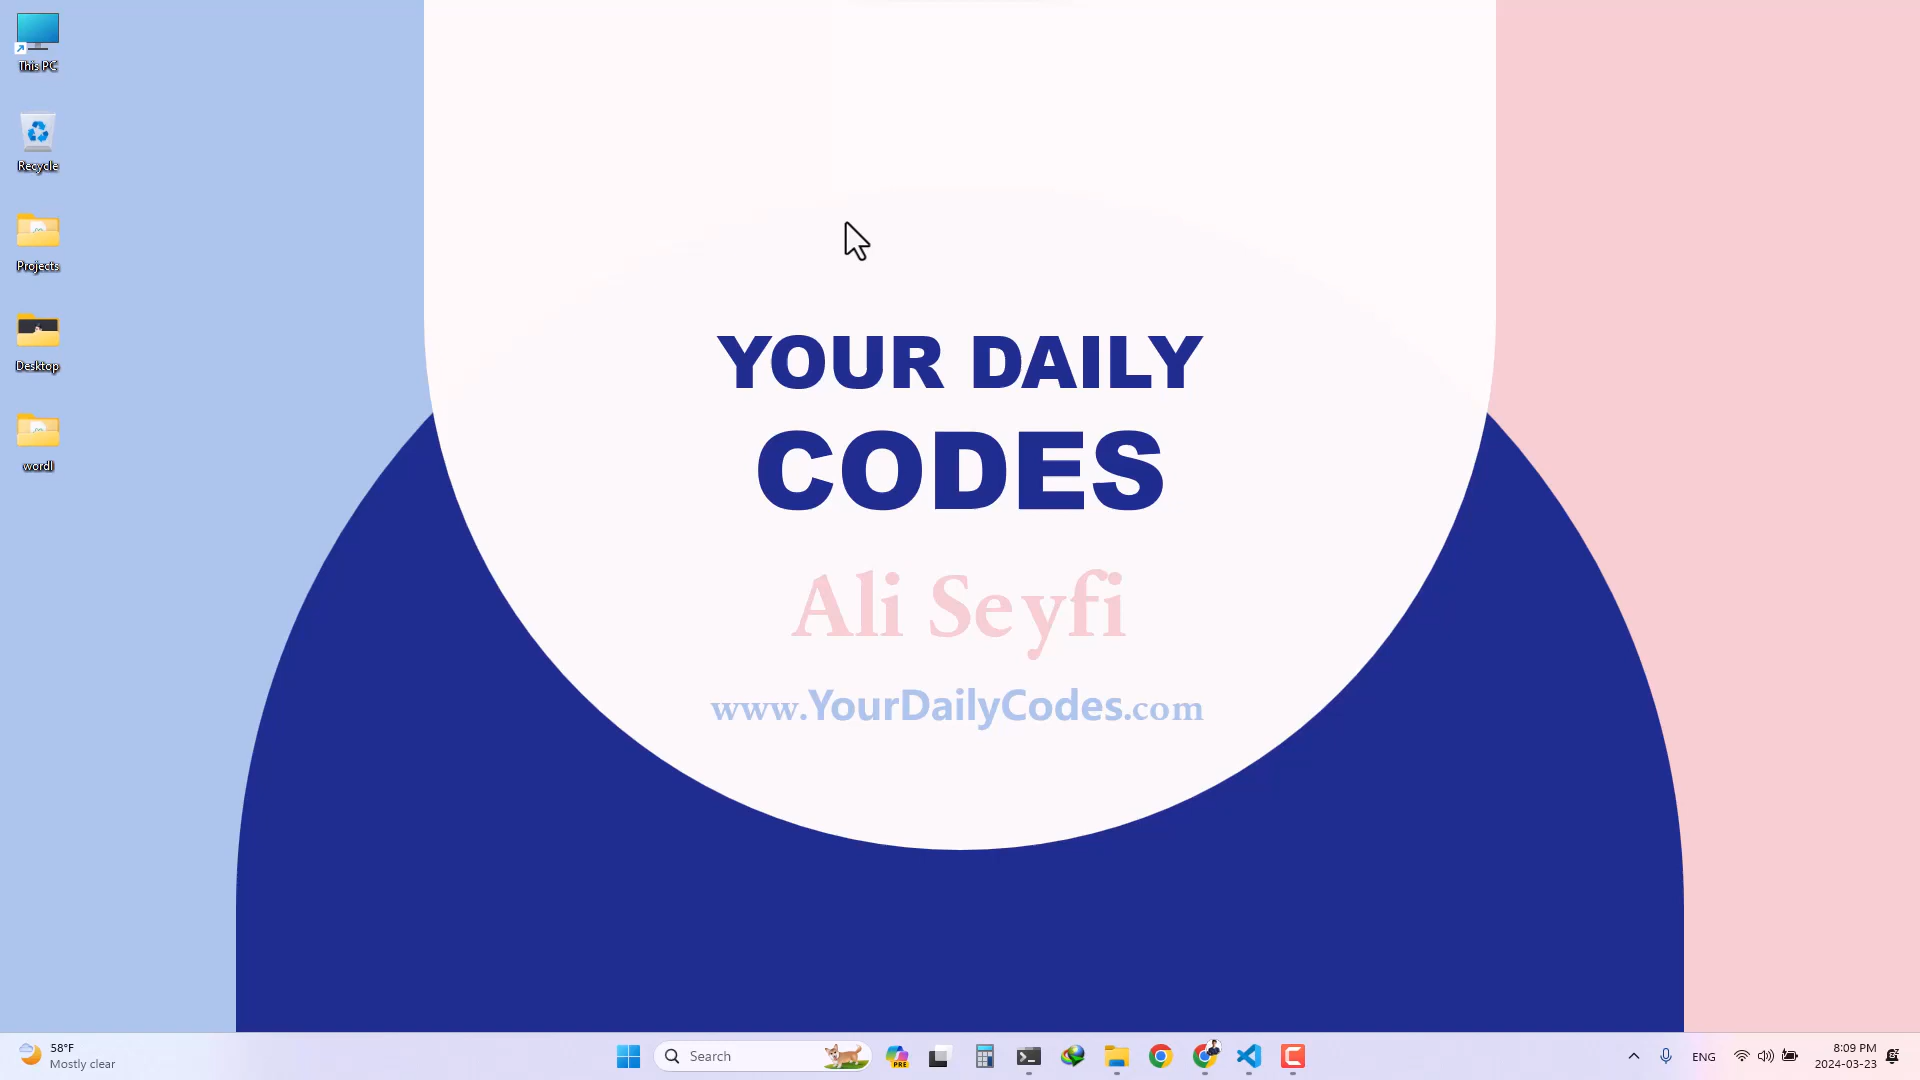 This PC
Recycle
Projects
Desktop
wordl
YOUR DAILY
CODES
Ali Seyfi
www.YourDailyCodes.com
58°F
Mostly clear
Search
PRE
ENG
8:09 PM
2024-03-23